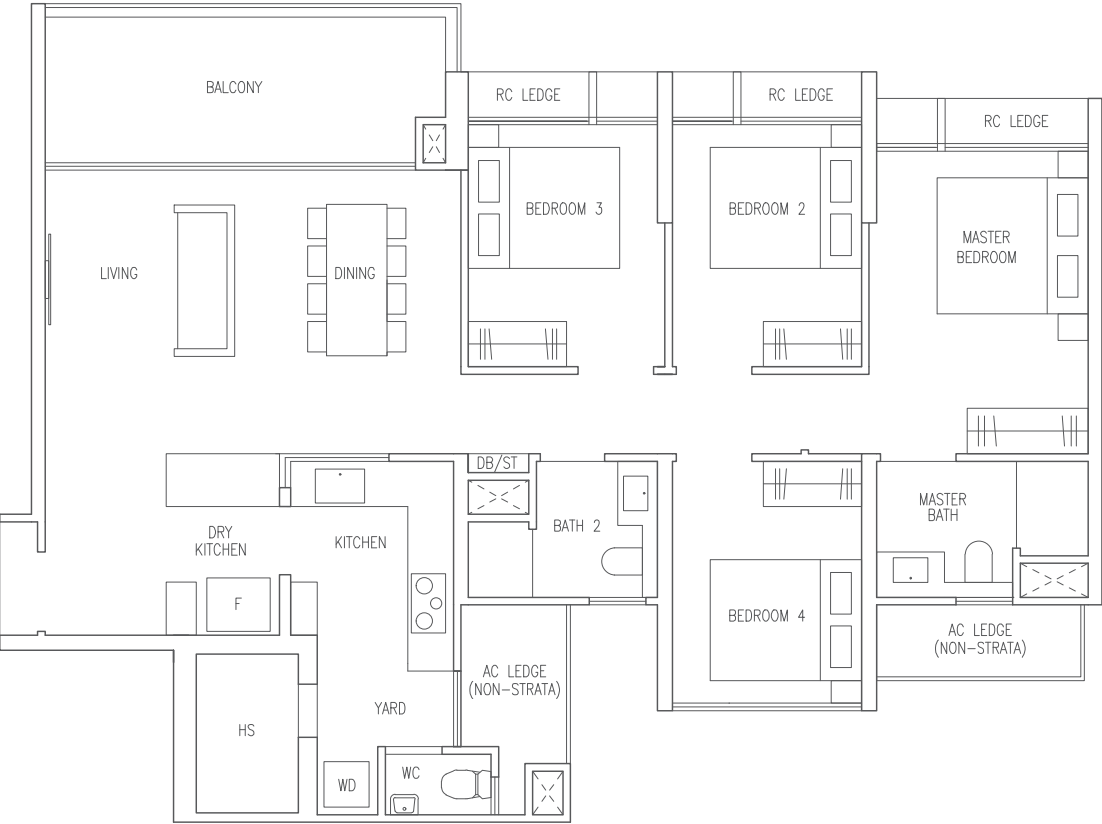 BALCONY
RC LEDGE
RC LEDGE
RC LEDGE
BEDROOM 3
BEDROOM 2
MASTER
BEDROOM
LIVING
DINING
DB/ST
BATH 2
MASTER
BATH
DRY
KITCHEN
KITCHEN
F
BEDROOM 4
AC LEDGE
(NON-STRATA)
AC LEDGE
(NON-STRATA)
YARD
HS
WC
WD